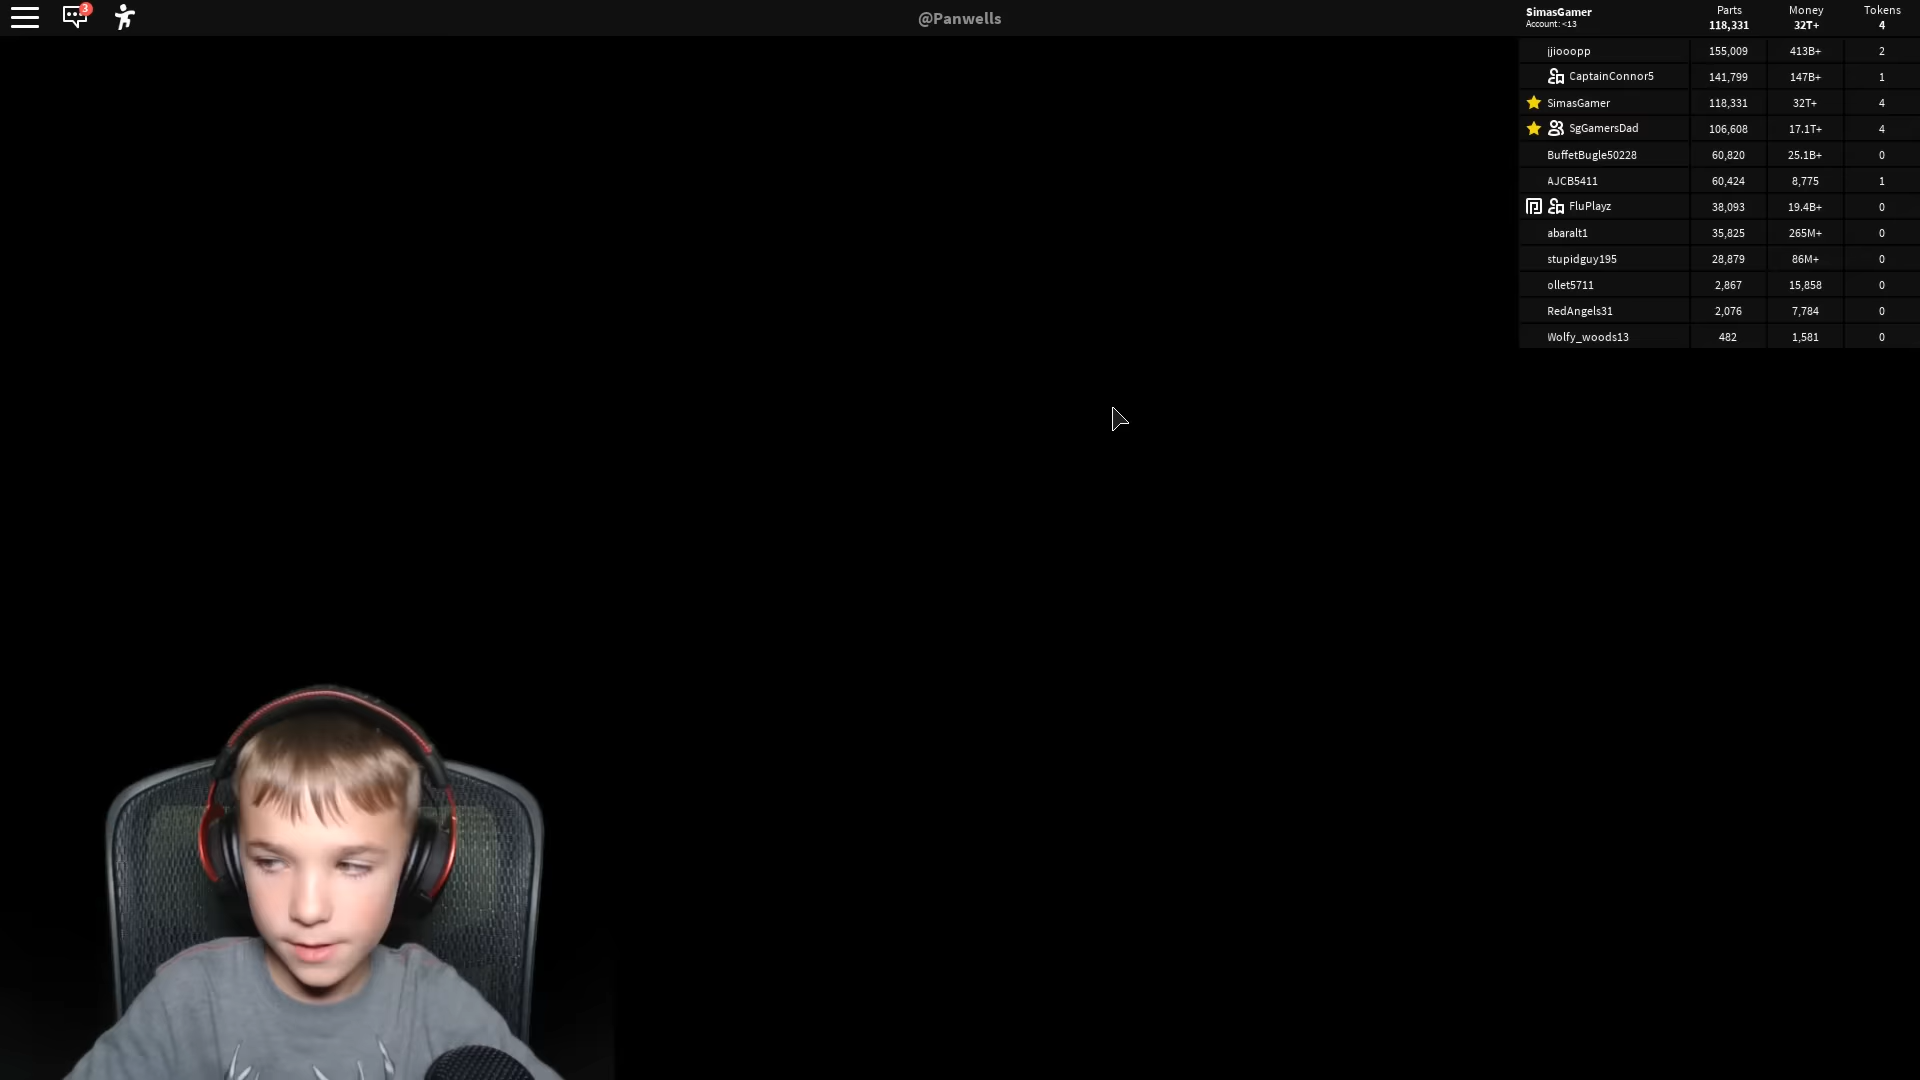 3
@Panwells
SimasGamer
Account: <13
Parts
118,331
Money
32T+
Tokens
4
jjiooopp 155,009 413B+ 2
CaptainConnor5 141,799 147B+ 1
SimasGamer 118,331 32T+ 4
SgGamersDad 106,608 17.1T+ 4
BuffetBugle50228 60,820 25.1B+ 0
AJCB5411 60,424 8,775 1
FluPlayz 38,093 19.4B+ 0
abaralt1 35,825 265M+ 0
stupidguy195 28,879 86M+ 0
ollet5711 2,867 15,858 0
RedAngels31 2,076 7,784 0
Wolfy_woods13 482 1,581 0